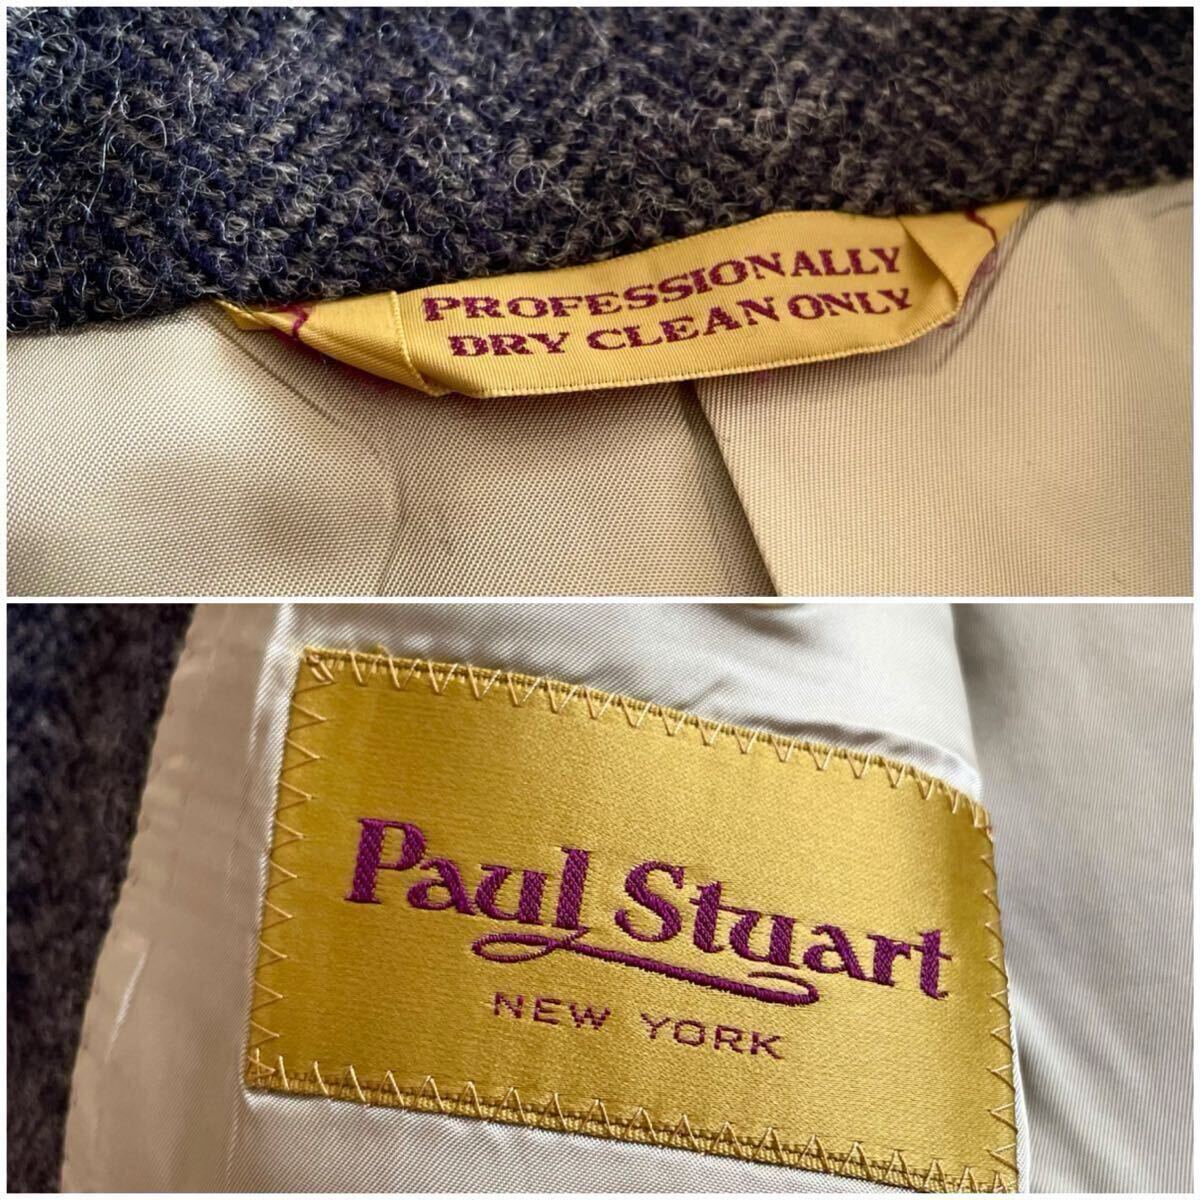 PROFESSIONALLY
DRY CLEAN ONLY
Paul Stuart
NEW YORK